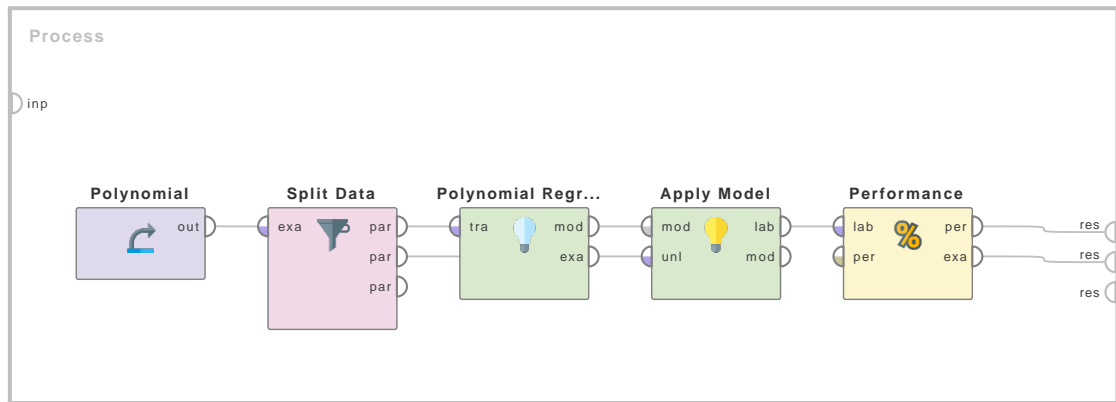 Process
inp
Polynomial
out
Split Data
exa
par
par
par
Polynomial Regr...
tra
mod
exa
Apply Model
mod
lab
unl
mod
Performance
%
lab
per
per
exa
res
res
res